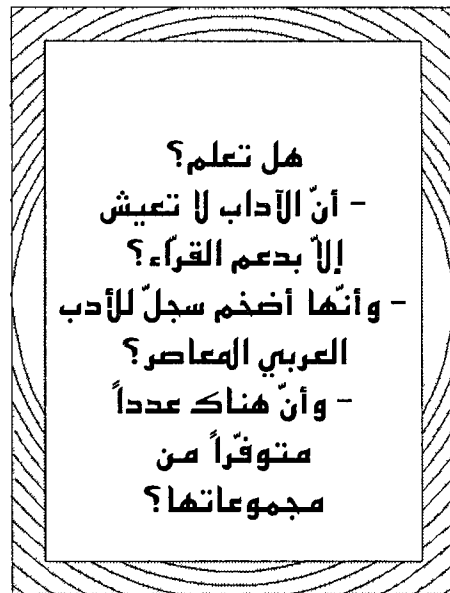 هل تعلم؟
- أنّ الآداب لا تعيش
إلاّ بدعم القرّاء؟
- وأنّها أضخم سجلّ للأدب
العربي المعاصر؟
- وأنّ هناك عدداً
متوفّراً من
مجموعاتها؟